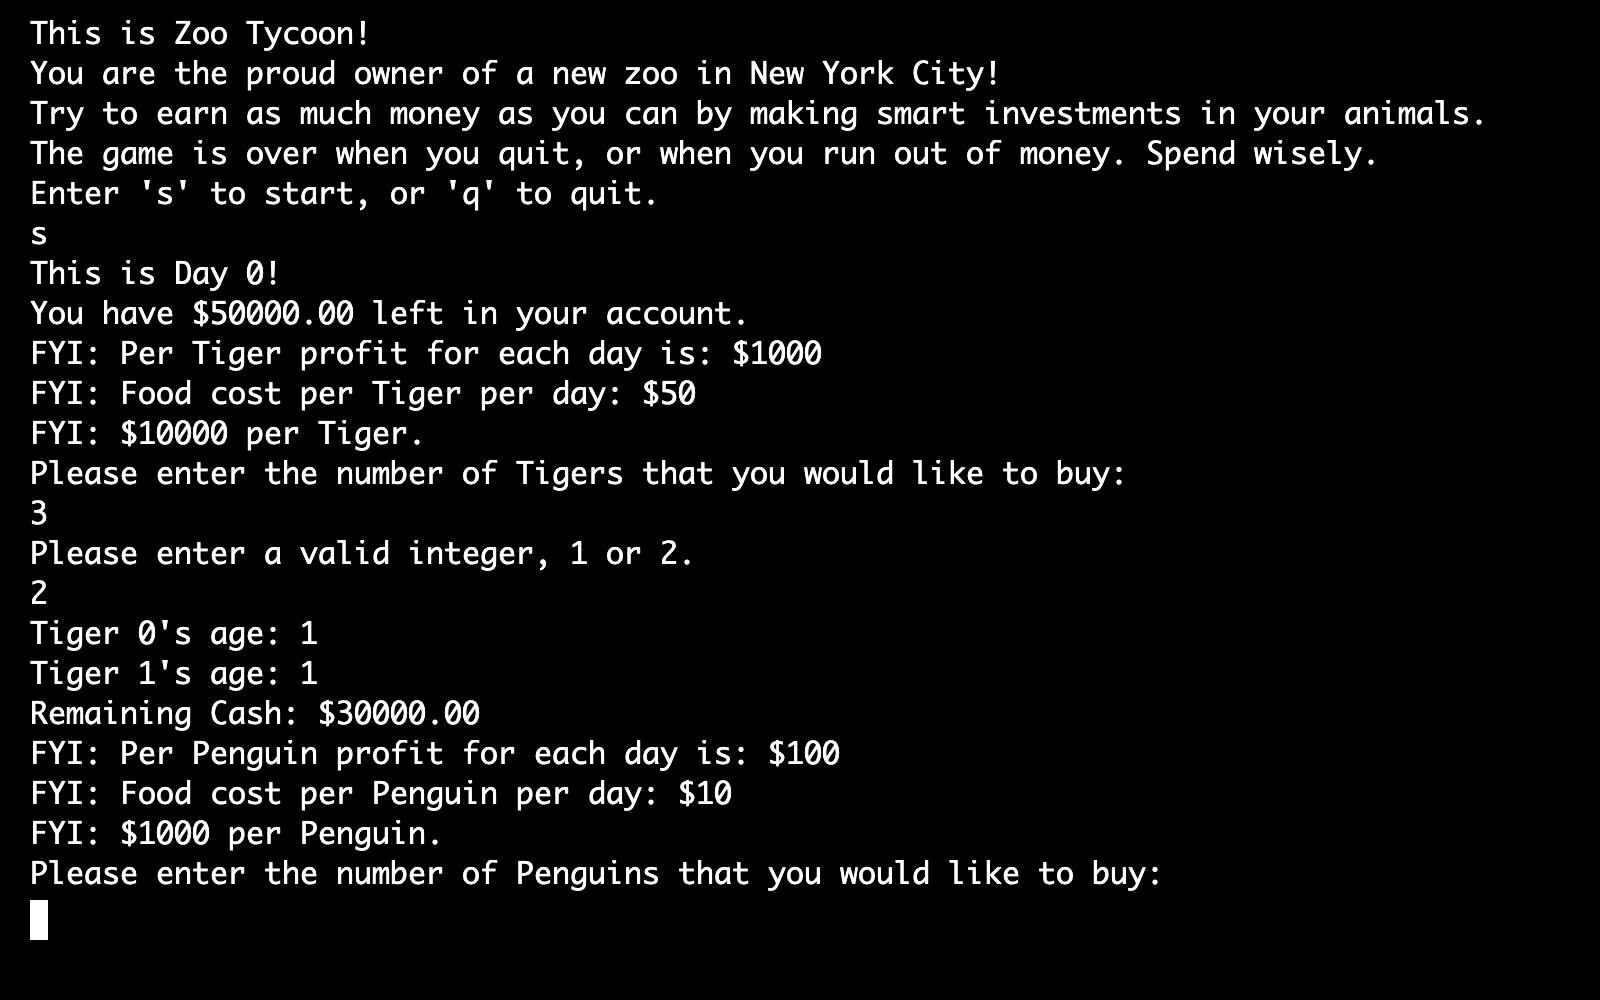 This is Zoo Tycoon!
You are the proud owner of a new zoo in New York City!
Try to earn as much money as you can by making smart investments in your animals.
The game is over when you quit, or when you run out of money. Spend wisely.
Enter 's' to start, or 'q' to quit.
s
This is Day 0!
You have $50000.00 left in your account.
FYI: Per Tiger profit for each day is: $1000
FYI: Food cost per Tiger per day: $50
FYI: $10000 per Tiger.
Please enter the number of Tigers that you would like to buy:
3
Please enter a valid integer, 1 or 2.
2
Tiger 0's age: 1
Tiger 1's age: 1
Remaining Cash: $30000.00
FYI: Per Penguin profit for each day is: $100
FYI: Food cost per Penguin per day: $10
FYI: $1000 per Penguin.
Please enter the number of Penguins that you would like to buy: